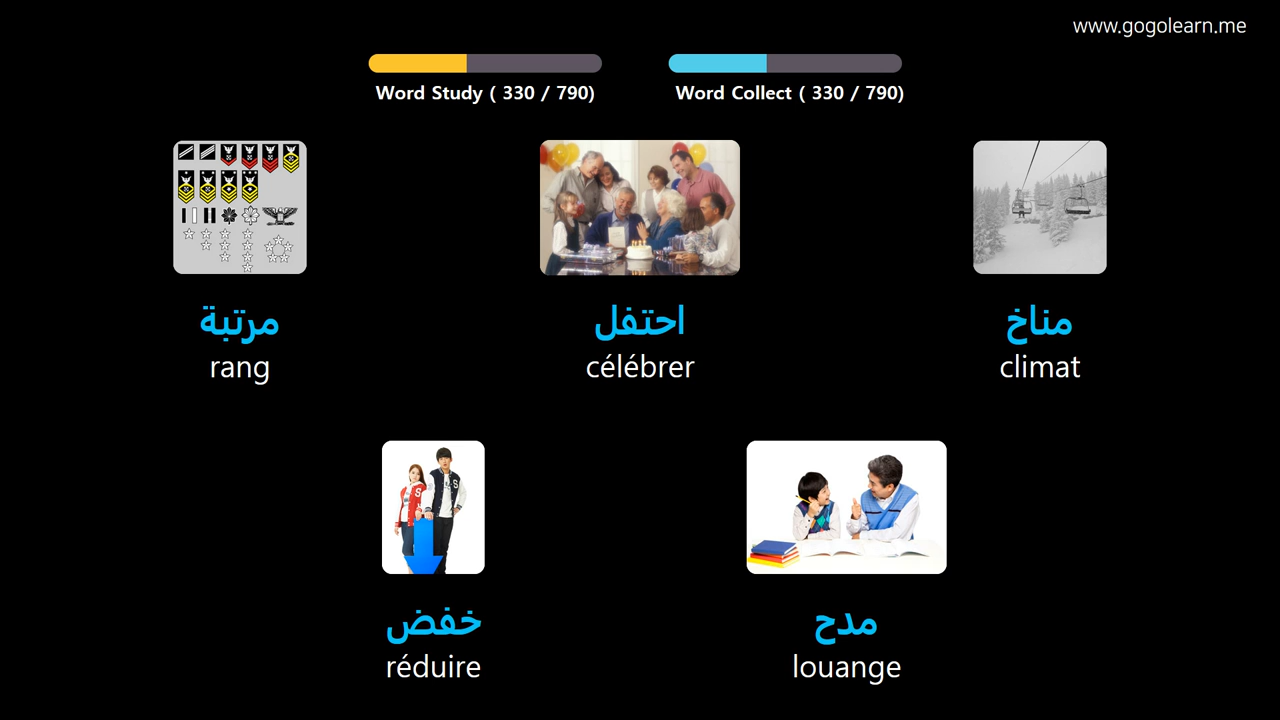 www.gogolearn.me
Word Study ( 330 / 790)
Word Collect ( 330 / 790)
مرتبة
rang
احتفل
célébrer
مناخ
climat
خفض
réduire
مدح
louange